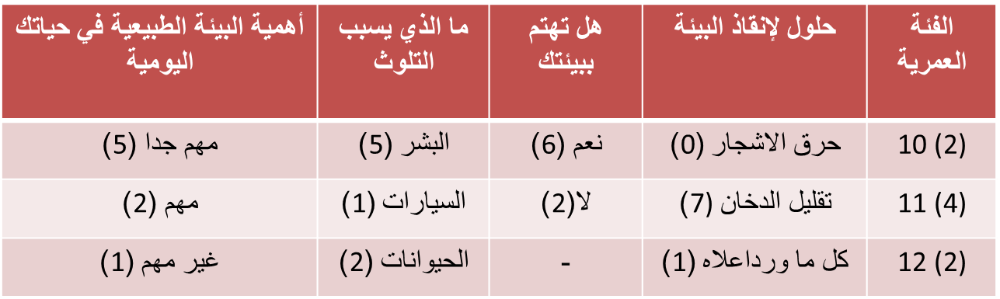 الفئة العمرية
حلول لإنقاذ البيئة
هل تهتم ببيئتك
ما الذي يسبب التلوث
أهمية البيئة الطبيعية في حياتك اليومية
10 (2)
حرق الاشجار (0)
نعم (6)
البشر (5)
مهم جدا (5)
11 (4)
تقليل الدخان (7)
لا(2)
السيارات (1)
مهم (2)
12 (2)
كل ما ورداعلاه (1)
-
الحيوانات (2)
غير مهم (1)